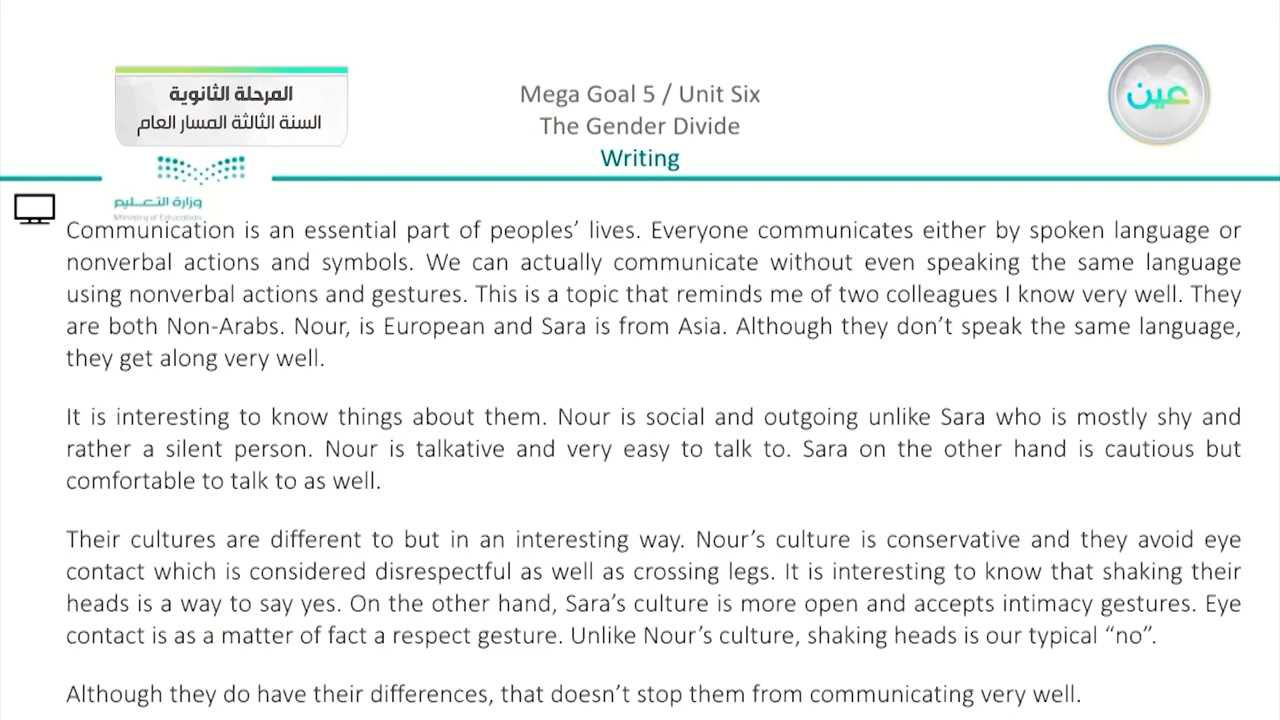 المرحلة الثانوية
السنة الثالثة المسار العام
Mega Goal 5 / Unit Six
The Gender Divide
Writing
عين
وزارة التعليم
Ministry of Education
Communication is an essential part of peoples’ lives. Everyone communicates either by spoken language or
nonverbal actions and symbols. We can actually communicate without even speaking the same language
using nonverbal actions and gestures. This is a topic that reminds me of two colleagues I know very well. They
are both Non-Arabs. Nour, is European and Sara is from Asia. Although they don’t speak the same language,
they get along very well.
It is interesting to know things about them. Nour is social and outgoing unlike Sara who is mostly shy and
rather a silent person. Nour is talkative and very easy to talk to. Sara on the other hand is cautious but
comfortable to talk to as well.
Their cultures are different to but in an interesting way. Nour’s culture is conservative and they avoid eye
contact which is considered disrespectful as well as crossing legs. It is interesting to know that shaking their
heads is a way to say yes. On the other hand, Sara’s culture is more open and accepts intimacy gestures. Eye
contact is as a matter of fact a respect gesture. Unlike Nour’s culture, shaking heads is our typical “no”.
Although they do have their differences, that doesn’t stop them from communicating very well.